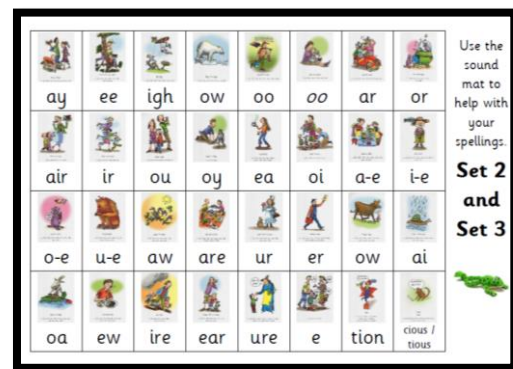 ay ee igh ow oo oo ar or
air ir ou oy ea oi a-e i-e
o-e u-e aw are ur er ow ai
oa ew ire ear ure e tion cious /
tious
Use the
sound
mat to
help with
your
spellings.
Set 2
and
Set 3